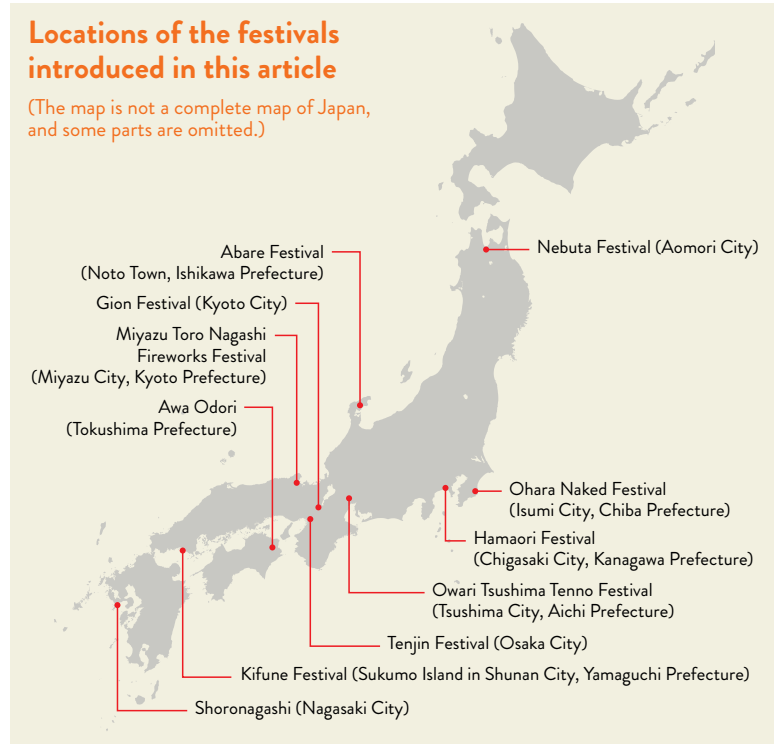 Locations of the festivals
introduced in this article
(The map is not a complete map of Japan,
and some parts are omitted.)
Nebuta Festival (Aomori City)
Abare Festival
(Noto Town, Ishikawa Prefecture)
Gion Festival (Kyoto City)
Miyazu Toro Nagashi
Fireworks Festival
(Miyazu City, Kyoto Prefecture)
Awa Odori
(Tokushima Prefecture)
Ohara Naked Festival
(Isumi City, Chiba Prefecture)
Hamaori Festival
(Chigasaki City, Kanagawa Prefecture)
Owari Tsushima Tenno Festival
(Tsushima City, Aichi Prefecture)
Tenjin Festival (Osaka City)
Kifune Festival (Sukumo Island in Shunan City, Yamaguchi Prefecture)
Shoronagashi (Nagasaki City)